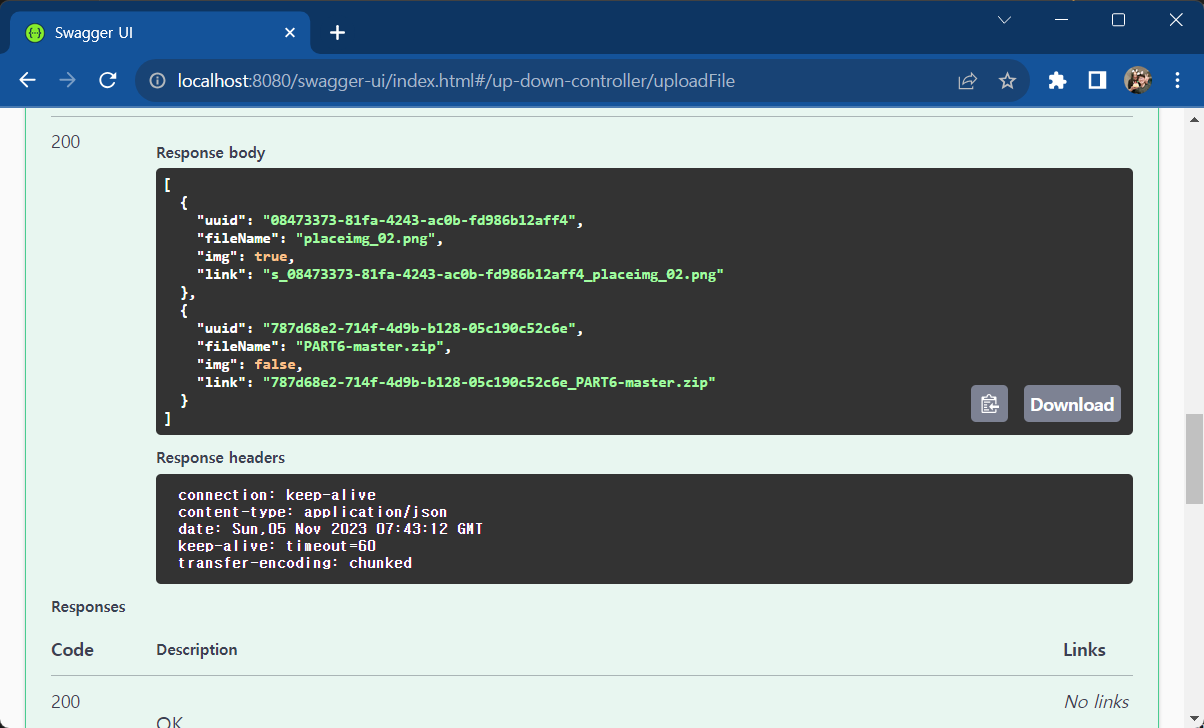 Swagger UI
localhost:8080/swagger-ui/index.html#/up-down-controller/uploadFile
200
Response body
[
  {
    "uuid": "08473373-81fa-4243-ac0b-fd986b12aff4",
    "fileName": "placeimg_02.png",
    "img": true,
    "link": "s_08473373-81fa-4243-ac0b-fd986b12aff4_placeimg_02.png"
  },
  {
    "uuid": "787d68e2-714f-4d9b-b128-05c190c52c6e",
    "fileName": "PART6-master.zip",
    "img": false,
    "link": "787d68e2-714f-4d9b-b128-05c190c52c6e_PART6-master.zip"
  }
]
Download
Response headers
connection: keep-alive
content-type: application/json
date: Sun,05 Nov 2023 07:43:12 GMT
keep-alive: timeout=60
transfer-encoding: chunked
Responses
Code Description Links
200 No links
OK